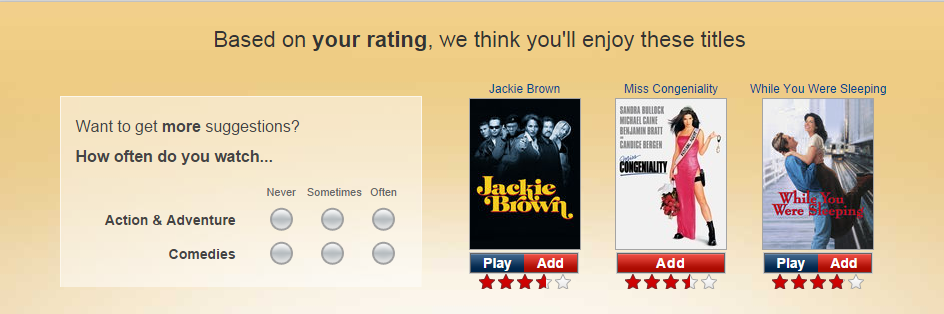 Based on your rating, we think you'll enjoy these titles
Want to get more suggestions?
How often do you watch...
Never Sometimes Often
Action & Adventure
Comedies
Jackie Brown
Jackie
Brown
Play Add
Miss Congeniality
SANDRA BULLOCK
MICHAEL CAINE
BENJAMIN BRATT
CANDICE BERGEN
Miss
CONGENIALITY
Add
While You Were Sleeping
While You
Were Sleeping
Play Add